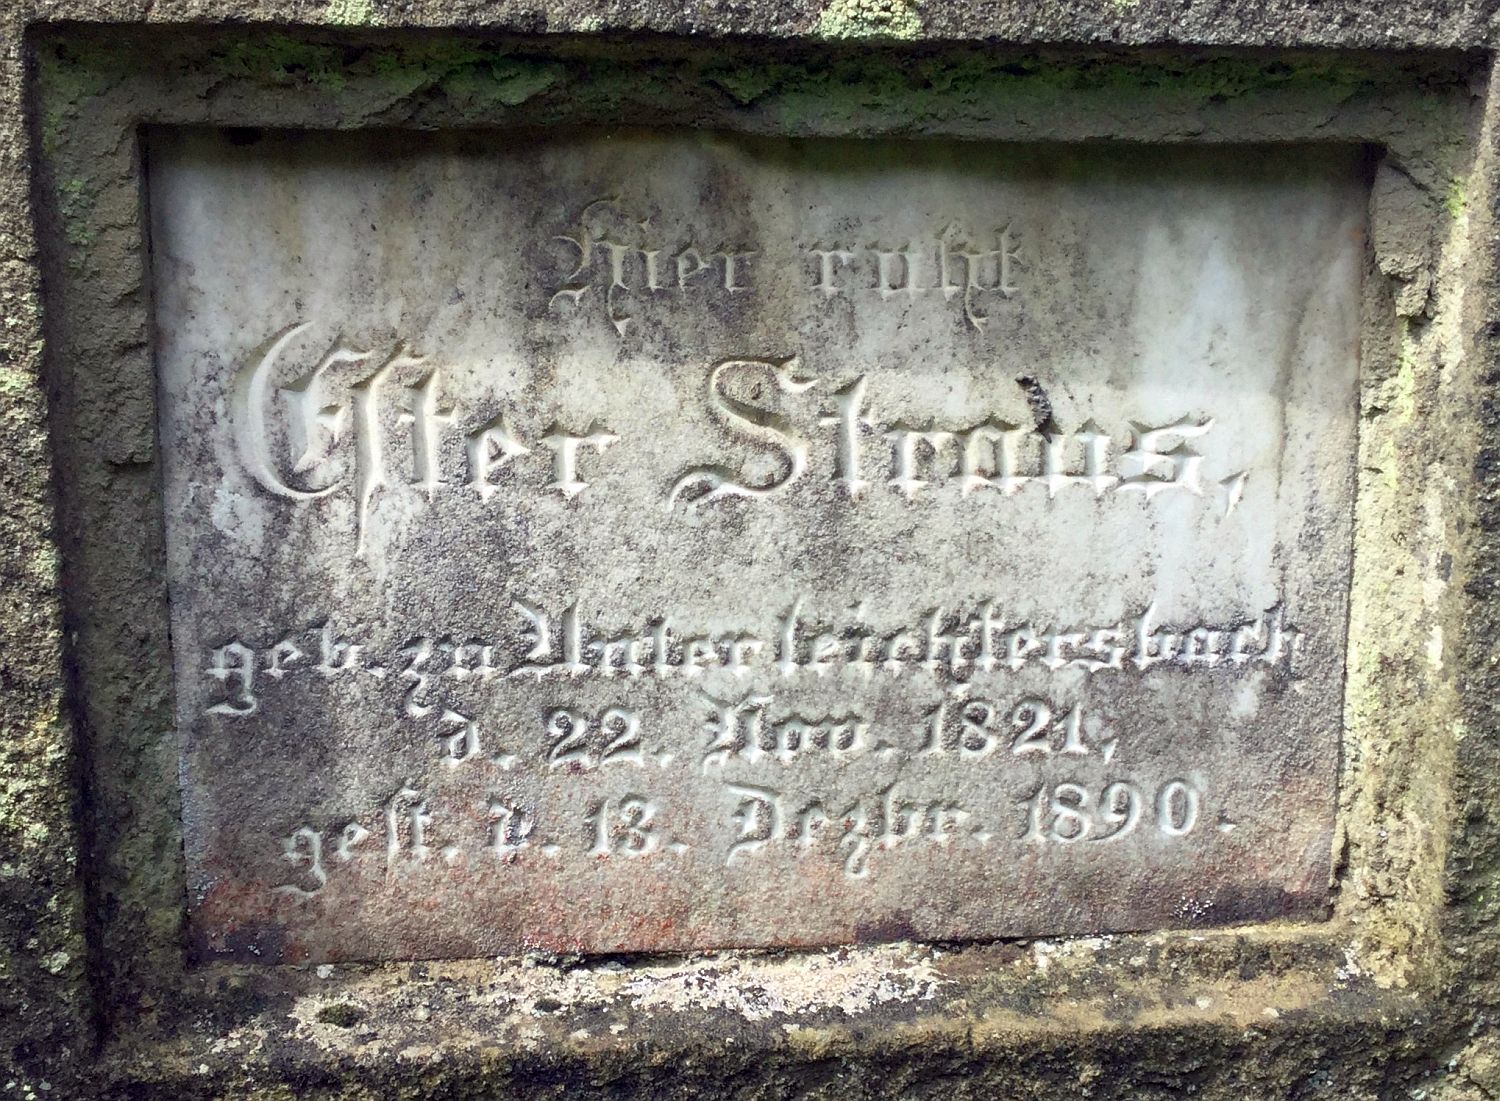 Hier ruht
Ester Straus,
geb. zu Unterleichtersbach
d. 22. Nov. 1821,
gest. d. 13. Dezbr. 1890.